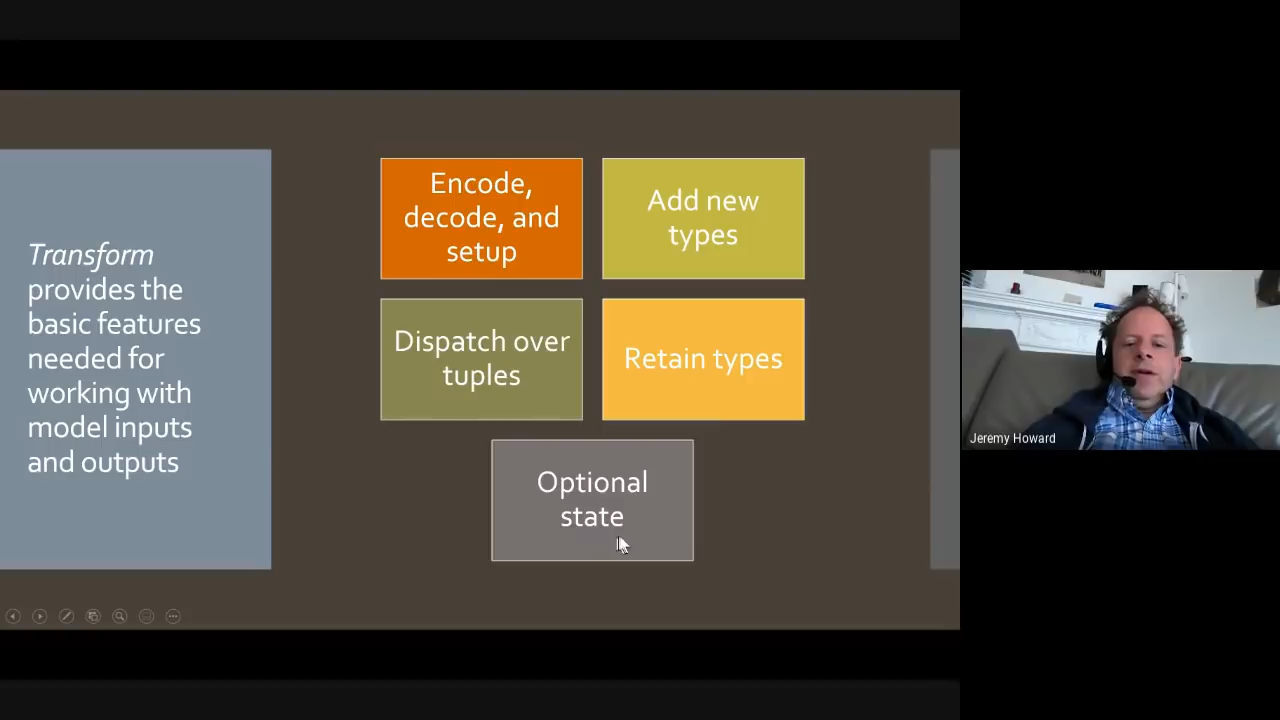 Transform
provides the
basic features
needed for
working with
model inputs
and outputs
Encode,
decode, and
setup
Add new
types
Dispatch over
tuples
Retain types
Optional
state
Jeremy Howard